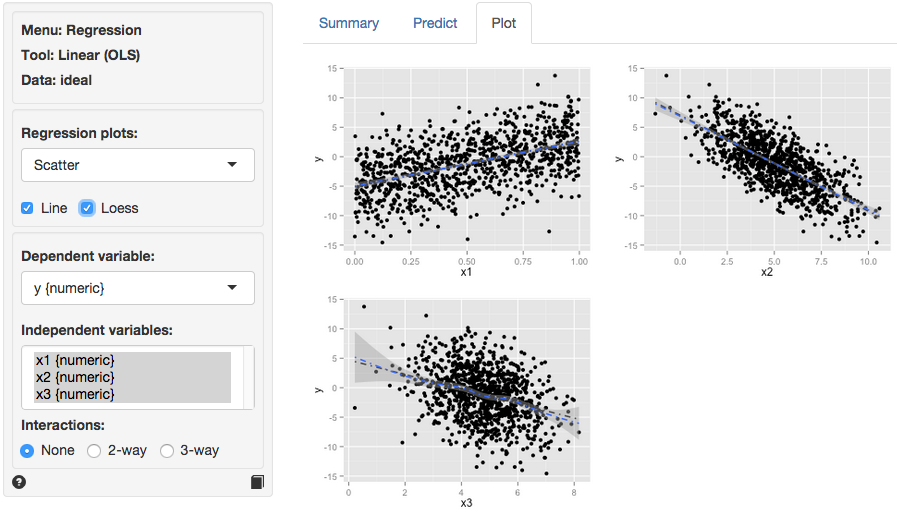 Menu: Regression
Tool: Linear (OLS)
Data: ideal
Regression plots:
Scatter
Line Loess
Dependent variable:
y {numeric}
Independent variables:
x1 {numeric}
x2 {numeric}
x3 {numeric}
Interactions:
None 2-way 3-way
?
Summary Predict Plot
15
10
5
0
-5
-10
-15
y
0.00 0.25 0.50 0.75 1.00
x1
15
10
5
0
-5
-10
-15
y
0.0 2.5 5.0 7.5 10.0
x2
15
10
5
0
-5
-10
-15
y
0 2 4 6 8
x3